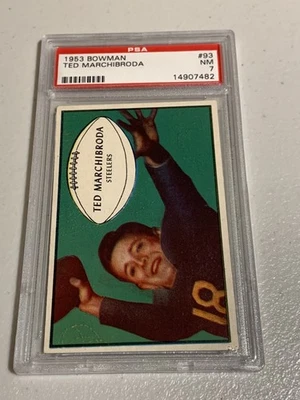 PSA
1953 BOWMAN #93
TED MARCHIBRODA NM
7
14907482
TED MARCHIBRODA
STEELERS
18